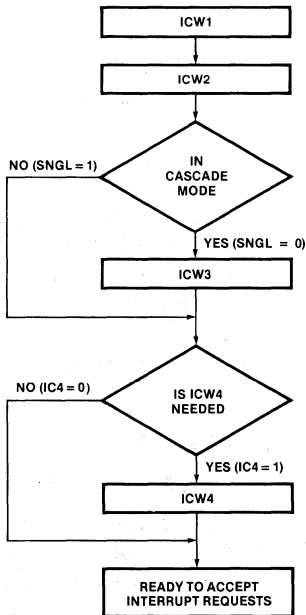 ICW1
ICW2
IN
CASCADE
MODE
NO (SNGL = 1)
YES (SNGL = 0)
ICW3
IS ICW4
NEEDED
NO (IC4 = 0)
YES (IC4 = 1)
ICW4
READY TO ACCEPT
INTERRUPT REQUESTS